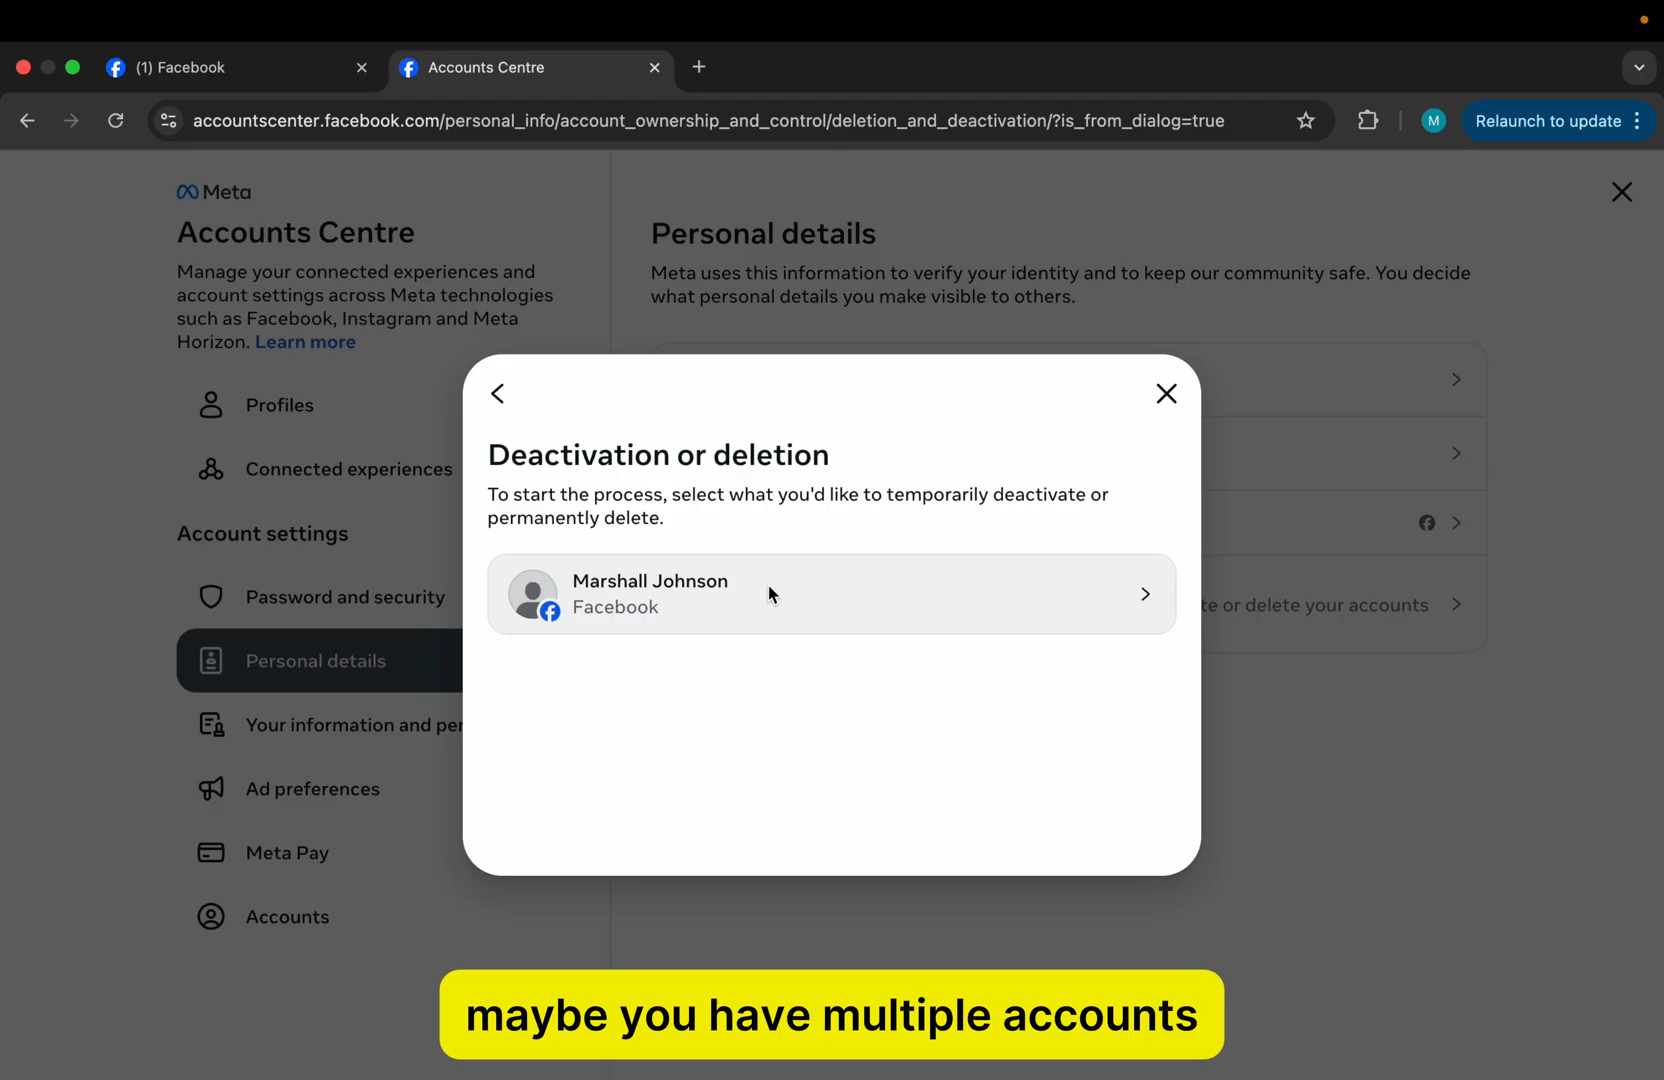 (1) Facebook
Accounts Centre
accountscenter.facebook.com/personal_info/account_ownership_and_control/deletion_and_deactivation/?is_from_dialog=true
M
Relaunch to update
Meta
Accounts Centre
Manage your connected experiences and
account settings across Meta technologies
such as Facebook, Instagram and Meta
Horizon. Learn more
Profiles
Connected experiences
Account settings
Password and security
Personal details
Your information and per
Ad preferences
Meta Pay
Accounts
Personal details
Meta uses this information to verify your identity and to keep our community safe. You decide
what personal details you make visible to others.
te or delete your accounts
Deactivation or deletion
To start the process, select what you'd like to temporarily deactivate or
permanently delete.
Marshall Johnson
Facebook
maybe you have multiple accounts